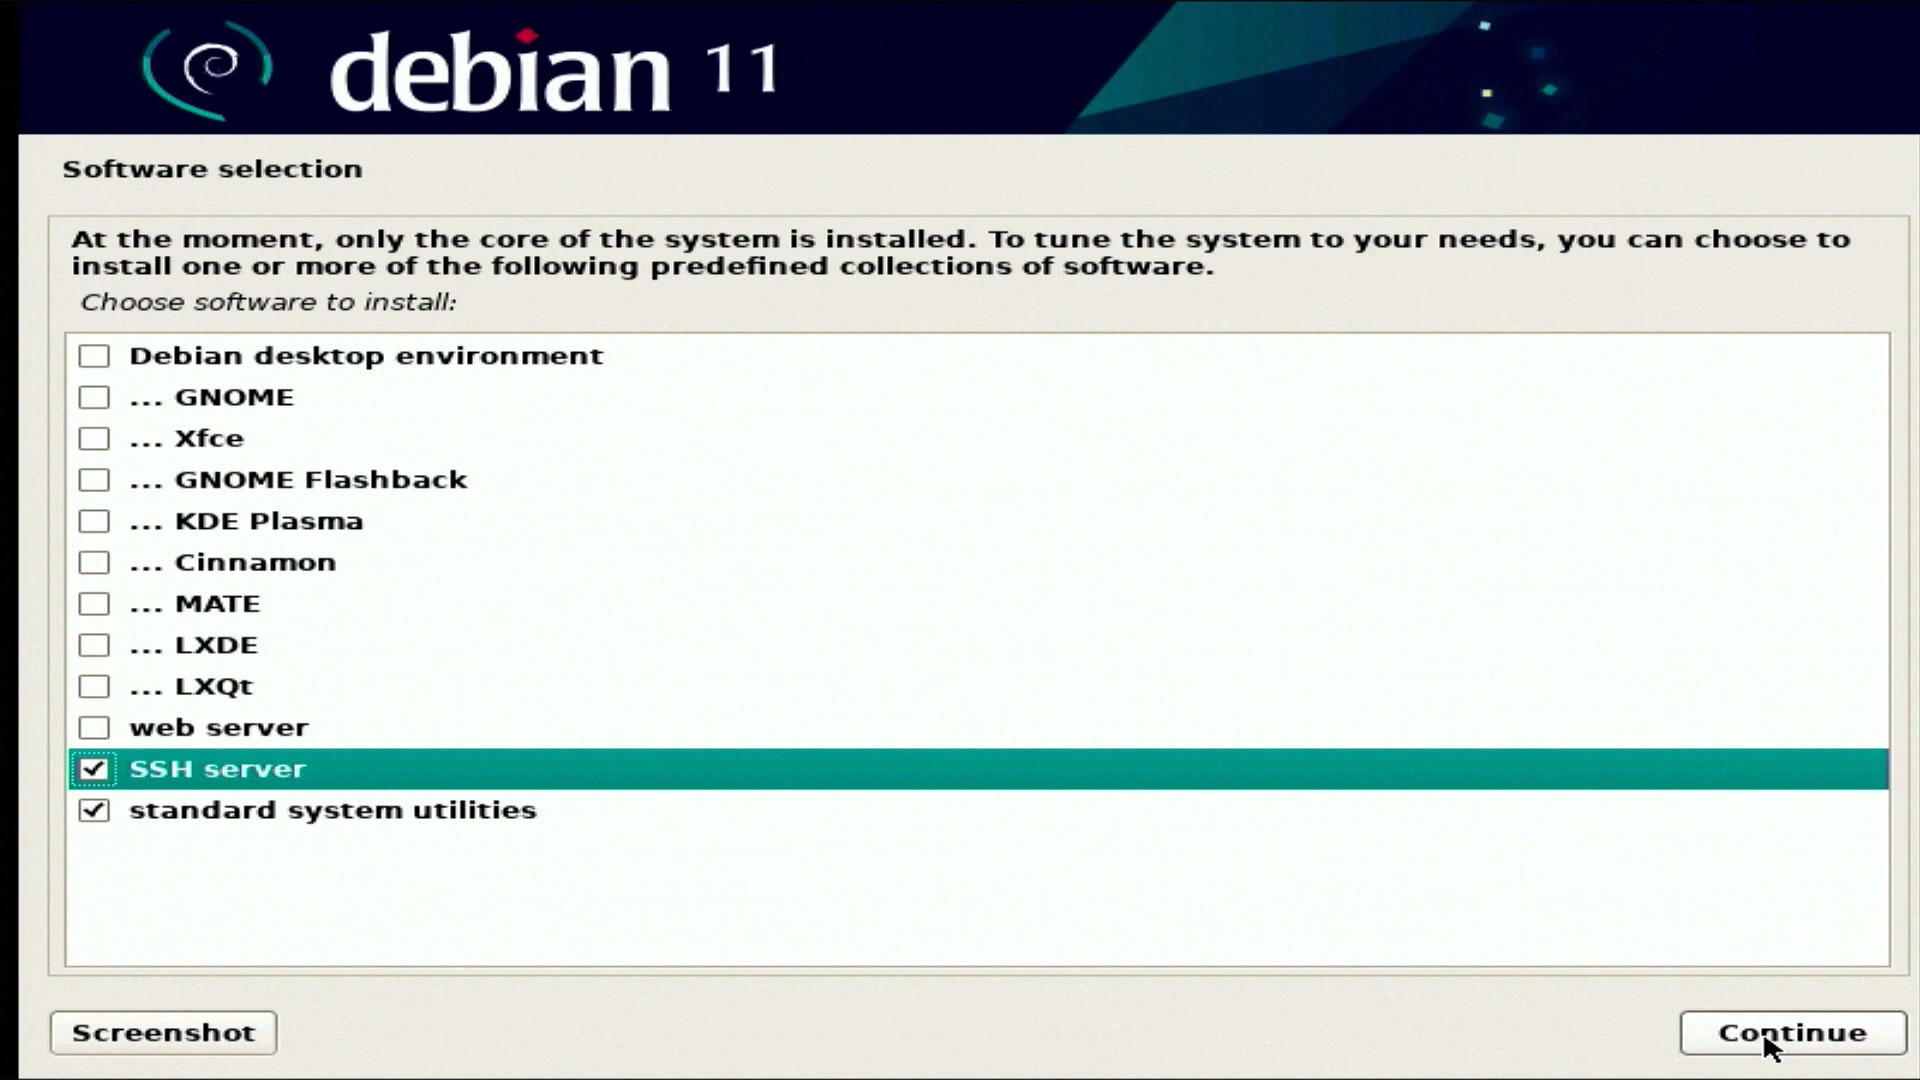 debian 11
Software selection
At the moment, only the core of the system is installed. To tune the system to your needs, you can choose to
install one or more of the following predefined collections of software.
Choose software to install:
Debian desktop environment
... GNOME
... Xfce
... GNOME Flashback
... KDE Plasma
... Cinnamon
... MATE
... LXDE
... LXQt
web server
SSH server
standard system utilities
Screenshot
Continue